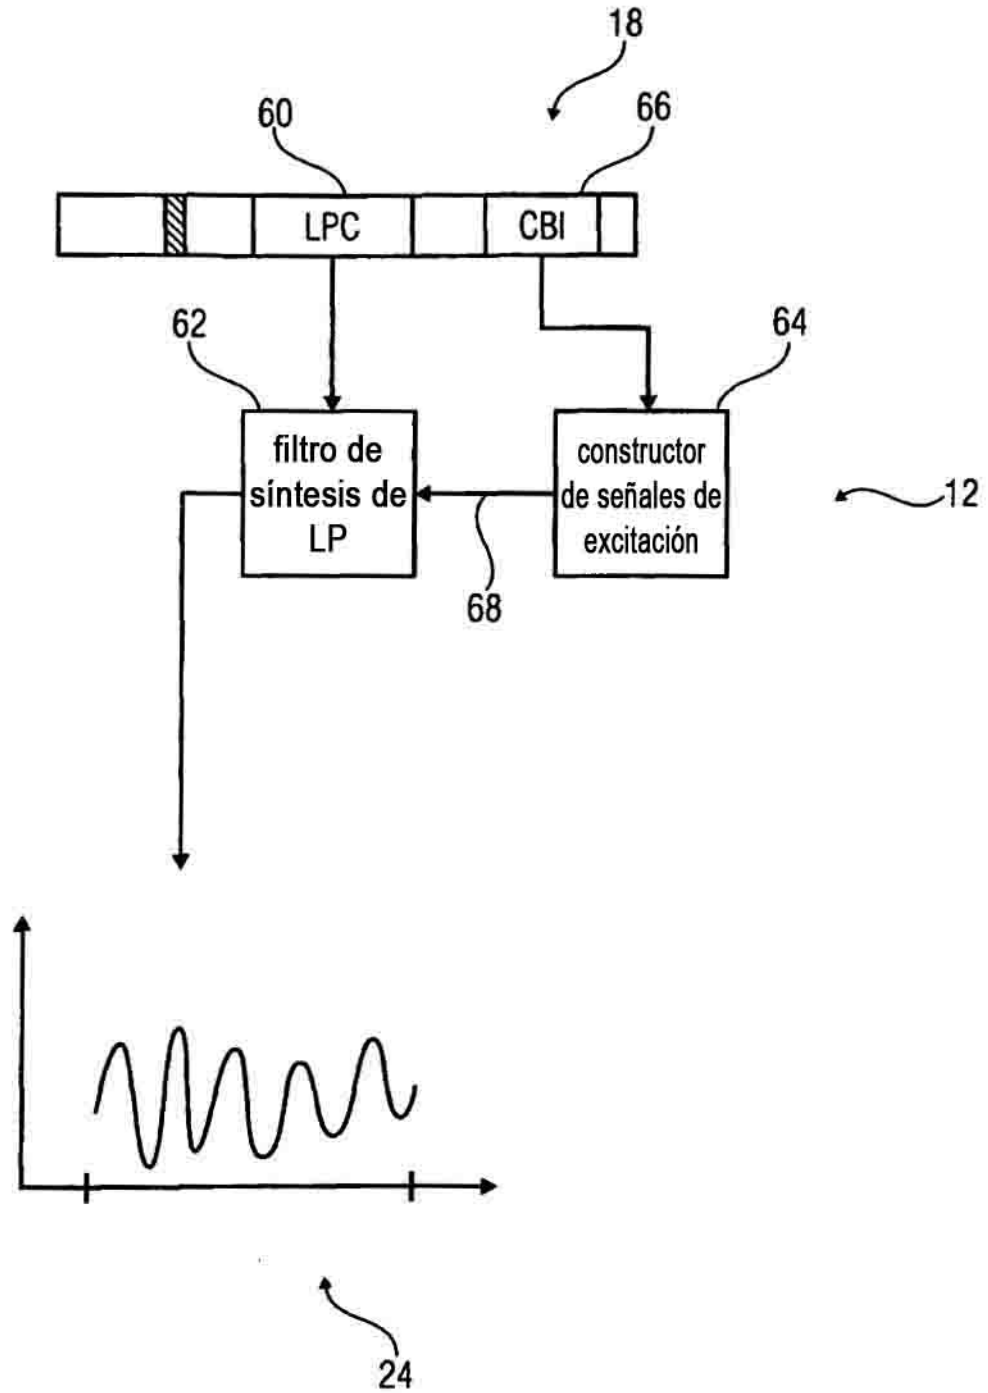 18
60
66
LPC
CBI
62
64
filtro de
síntesis de
LP
constructor
de señales de
excitación
12
68
24